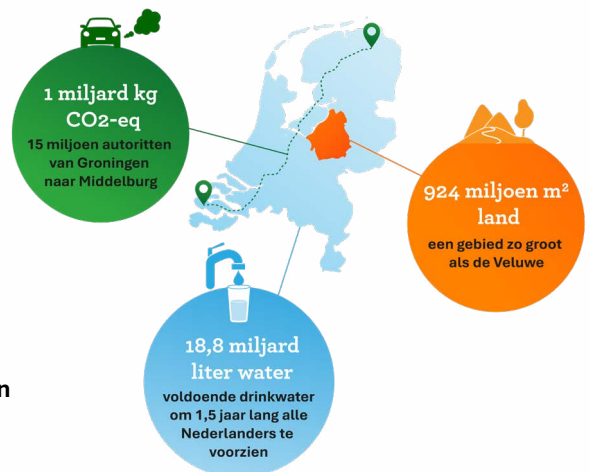 1 miljard kg
CO2-eq
15 miljoen autoritten
van Groningen
naar Middelburg
924 miljoen m²
land
een gebied zo groot
als de Veluwe
18,8 miljard
liter water
voldoende drinkwater
om 1,5 jaar lang alle
Nederlanders te
voorzien
n